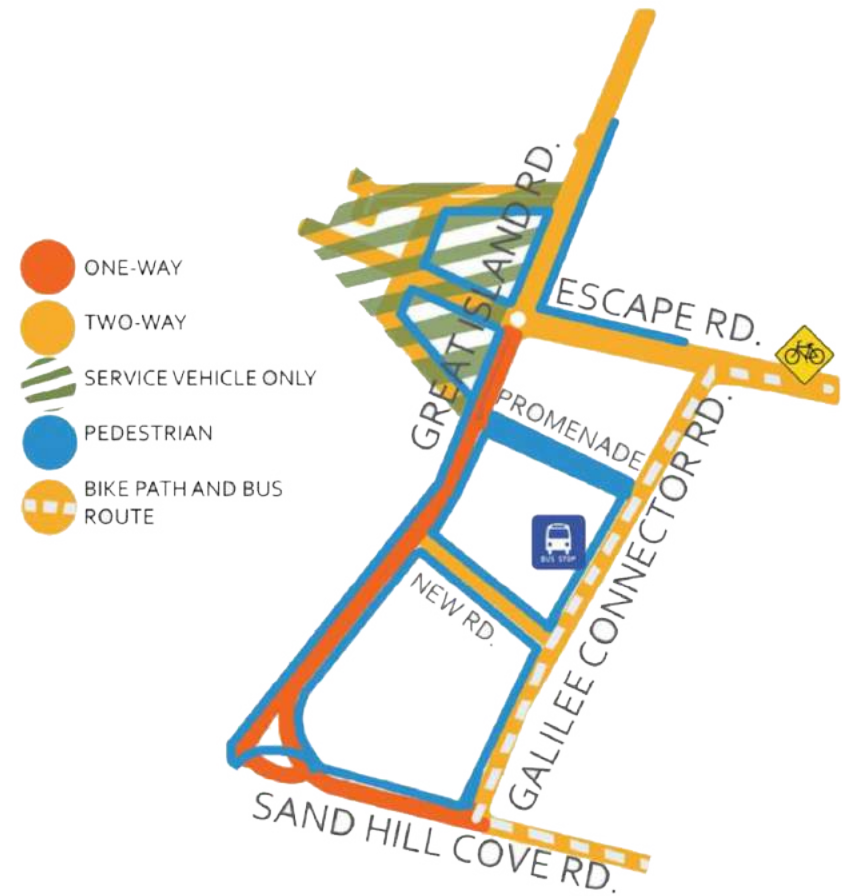 GREAT ISLAND RD.
ESCAPE RD.
ONE-WAY
TWO-WAY
SERVICE VEHICLE ONLY
PEDESTRIAN
BIKE PATH AND BUS
ROUTE
PROMENADE
BUS STOP
NEW RD.
GALILEE CONNECTOR RD.
SAND HILL COVE RD.